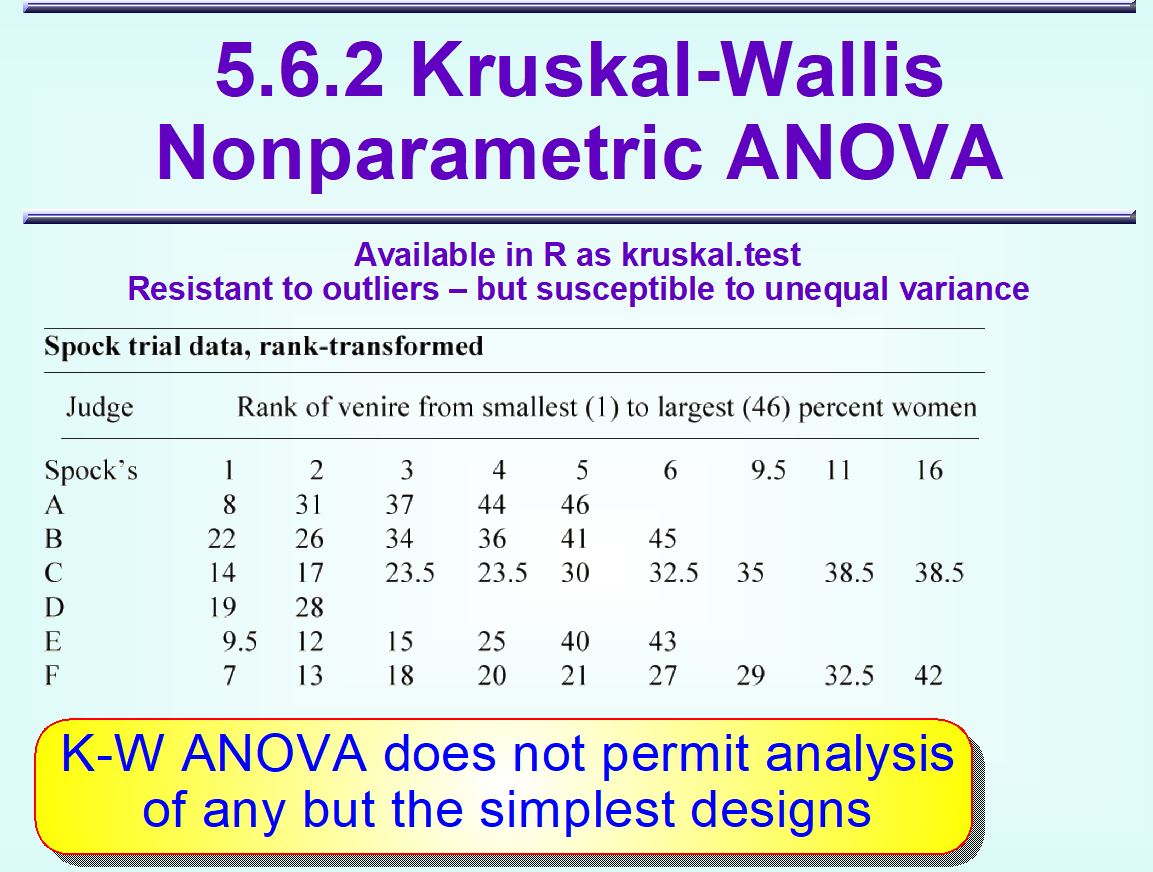 5.6.2 Kruskal-Wallis
Nonparametric ANOVA
Available in R as kruskal.test
Resistant to outliers – but susceptible to unequal variance
Spock trial data, rank-transformed
Judge Rank of venire from smallest (1) to largest (46) percent women
Spock’s 1 2 3 4 5 6 9.5 11 16
A 8 31 37 44 46
B 22 26 34 36 41 45
C 14 17 23.5 23.5 30 32.5 35 38.5 38.5
D 19 28
E 9.5 12 15 25 40 43
F 7 13 18 20 21 27 29 32.5 42
K-W ANOVA does not permit analysis
of any but the simplest designs